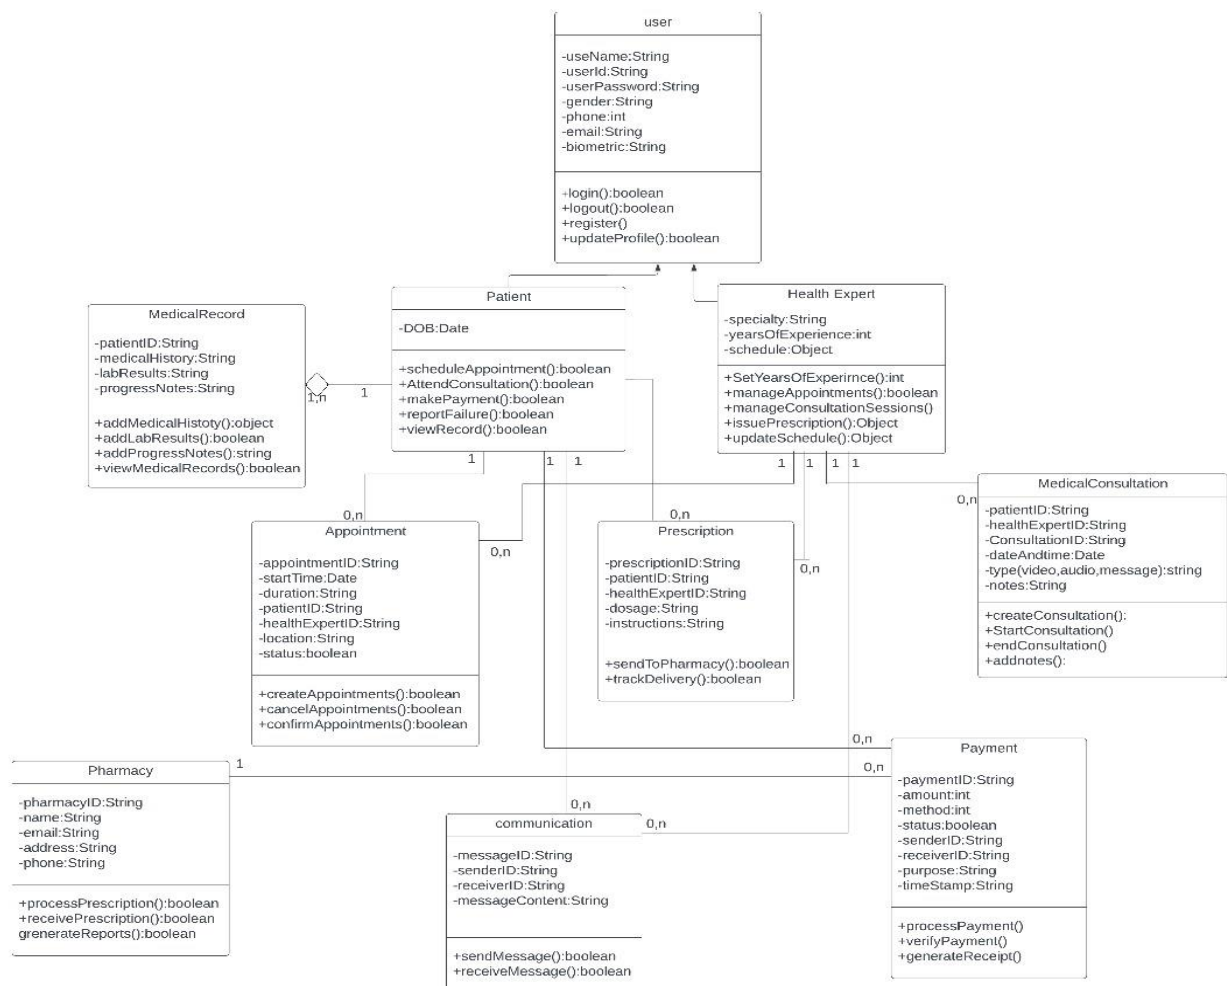 user
-useName:String
-userId:String
-userPassword:String
-gender:String
-phone:int
-email:String
-biometric:String
+login():boolean
+logout():boolean
+register()
+updateProfile():boolean
MedicalRecord
-patientID:String
-medicalHistory:String
-labResults:String
-progressNotes:String
+addMedicalHistoty():object
+addLabResults():boolean
+addProgressNotes():string
+viewMedicalRecords():boolean
1,n
1
Patient
-DOB:Date
+scheduleAppointment():boolean
+AttendConsultation():boolean
+makePayment():boolean
+reportFailure():boolean
+viewRecord():boolean
1
1
1
Health Expert
-specialty:String
-yearsOfExperience:int
-schedule:Object
+SetYearsOfExperirnce():int
+manageAppointments():boolean
+manageConsultationSessions()
+issuePrescription():Object
+updateSchedule():Object
1
1
1
1
0,n
MedicalConsultation
-patientID:String
-healthExpertID:String
-ConsultationID:String
-dateAndtime:Date
-type(video,audio,message):string
-notes:String
+createConsultation():
+StartConsultation()
+endConsultation()
+addnotes():
0,n
Appointment
-appointmentID:String
-startTime:Date
-duration:String
-patientID:String
-healthExpertID:String
-location:String
-status:boolean
+createAppointments():boolean
+cancelAppointments():boolean
+confirmAppointments():boolean
0,n
0,n
Prescription
-prescriptionID:String
-patientID:String
-healthExpertID:String
-dosage:String
-instructions:String
+sendToPharmacy():boolean
+trackDelivery():boolean
0,n
Pharmacy
-pharmacyID:String
-name:String
-email:String
-address:String
-phone:String
+processPrescription():boolean
+recivePrescription():boolean
grenerateReports():boolean
1
0,n
0,n
0,n
communication
-messageID:String
-senderID:String
-receiverID:String
-messageContent:String
+sendMessage():boolean
+receiveMessage():boolean
0,n
Payment
-paymentID:String
-amount:int
-method:int
-status:boolean
-senderID:String
-receiverID:String
-purpose:String
-timeStamp:String
+processPayment()
+verifyPayment()
+generateReceipt()